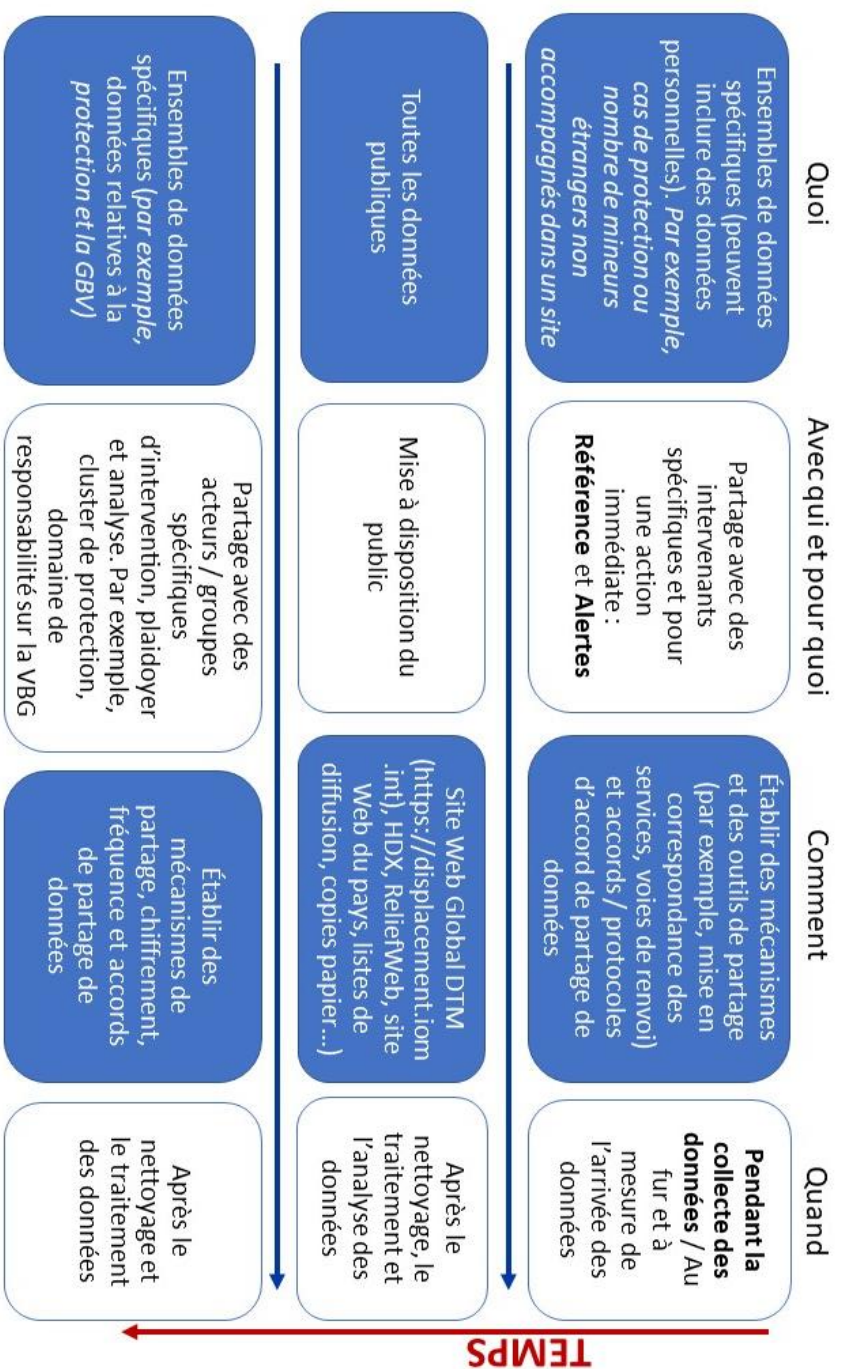 Quoi
Avec qui et pour quoi
Comment
Quand
Ensembles de données
spécifiques (peuvent
inclure des données
personnelles). Par exemple,
cas de protection ou
nombre de mineurs
étrangers non
accompagnés dans un site
Partage avec des
intervenants
spécifiques et pour
une action
immédiate :
Référence et Alertes
Établir des mécanismes
et des outils de partage
(par exemple, mise en
correspondance des
services, voies de renvoi)
et accords / protocoles
d’accord de partage de
données
Pendant la
collecte des
données / Au
fur et à
mesure de
l’arrivée des
données
Toutes les données
publiques
Mise à disposition du
public
Site Web Global DTM
(https://displacement.iom
.int), HDX, ReliefWeb, site
Web du pays, listes de
diffusion, copies papier...)
Après le
nettoyage, le
traitement et
l’analyse des
données
Ensembles de données
spécifiques (par exemple,
données relatives à la
protection et la GBV)
Partage avec des
acteurs / groupes
spécifiques
d’intervention, plaidoyer
et analyse. Par exemple,
cluster de protection,
domaine de
responsabilité sur la VBG
Établir des
mécanismes de
partage, chiffrement,
fréquence et accords
de partage de
données
Après le
nettoyage et
le traitement
des données
TEMPS